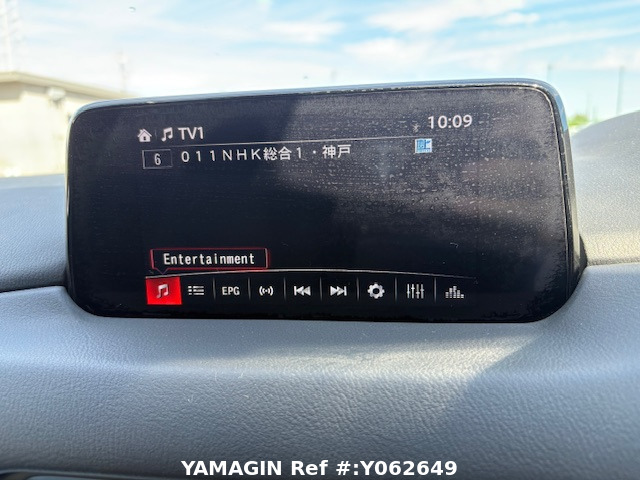 TV1
10:09
6 011NHK総合1・神戸
Entertainment
EPG
YAMAGIN Ref #:Y062649